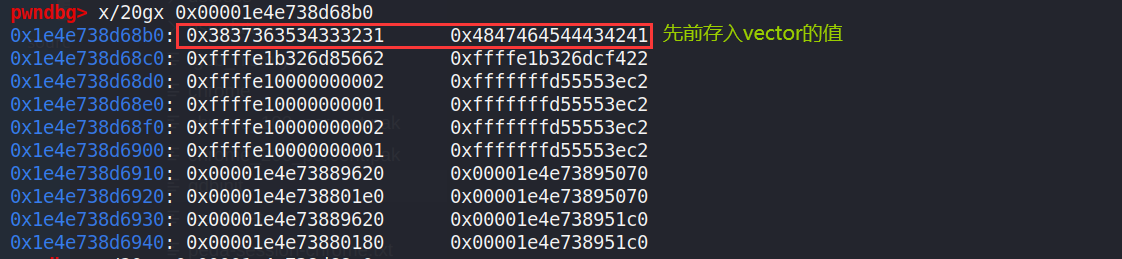 pwndbg> x/20gx 0x00001e4e738d68b0
0x1e4e738d68b0: 0x3837363534333231 0x4847464544434241 先前存入vector的值
0x1e4e738d68c0: 0xffffe1b326d85662 0xffffe1b326dcf422
0x1e4e738d68d0: 0xffffe10000000002 0xfffffffd55553ec2
0x1e4e738d68e0: 0xffffe10000000001 0xfffffffd55553ec2
0x1e4e738d68f0: 0xffffe10000000002 0xfffffffd55553ec2
0x1e4e738d6900: 0xffffe10000000001 0xfffffffd55553ec2
0x1e4e738d6910: 0x00001e4e73889620 0x00001e4e73895070
0x1e4e738d6920: 0x00001e4e738801e0 0x00001e4e73895070
0x1e4e738d6930: 0x00001e4e73889620 0x00001e4e738951c0
0x1e4e738d6940: 0x00001e4e73880180 0x00001e4e738951c0